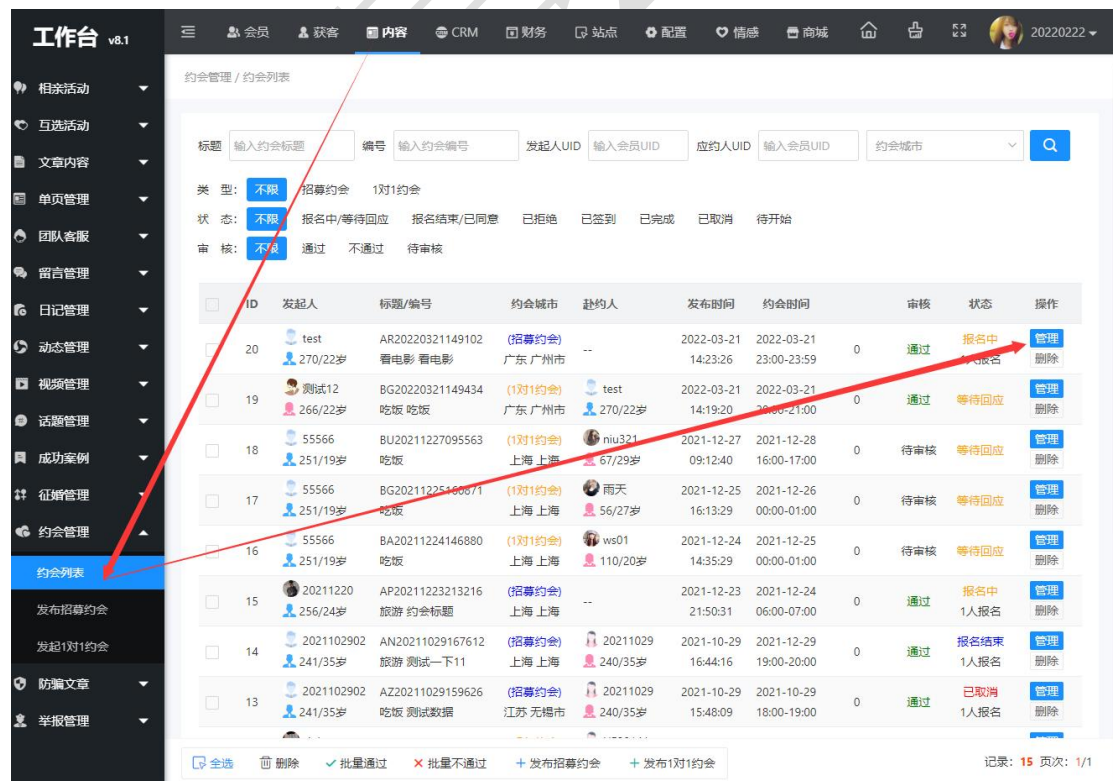 工作台 v8.1
会员 获客 内容 CRM 财务 站点 配置 情感 商城 20220222
相亲活动
互选活动
文章内容
单页管理
团队客服
留言管理
日记管理
动态管理
视频管理
话题管理
成功案例
征婚管理
约会管理
约会列表
发布招募约会
发起1对1约会
防骗文章
举报管理
约会管理 / 约会列表
标题 输入约会标题 编号 输入约会编号 发起人UID 输入会员UID 应约人UID 输入会员UID 约会城市
类 型: 不限 招募约会 1对1约会
状 态: 不限 报名中/等待回应 报名结束/已同意 已拒绝 已签到 已完成 已取消 待开始
审 核: 不限 通过 不通过 待审核
ID 发起人 标题/编号 约会城市 赴约人 发布时间 约会时间 审核 状态 操作
test AR20220321149102 (招募约会) 2022-03-21 2022-03-21 报名中 管理
20 -- 0 通过
270/22岁 看电影 看电影 广东 广州市 14:23:26 23:00-23:59 1人报名 删除
测试12 BG20220321149434 (1对1约会) test 2022-03-21 2022-03-21 管理
19 0 通过 等待回应
266/22岁 吃饭 吃饭 广东 广州市 270/22岁 14:19:20 20:00-21:00 删除
55566 BU20211227095563 (1对1约会) niu321 2021-12-27 2021-12-28 管理
18 0 待审核 等待回应
251/19岁 吃饭 上海 上海 67/29岁 09:12:40 16:00-17:00 删除
55566 BG20211225160871 (1对1约会) 雨天 2021-12-25 2021-12-26 管理
17 0 待审核 等待回应
251/19岁 吃饭 上海 上海 56/27岁 16:13:29 00:00-01:00 删除
55566 BA20211224146880 (1对1约会) ws01 2021-12-24 2021-12-25 管理
16 0 待审核 等待回应
251/19岁 吃饭 上海 上海 110/20岁 14:35:29 00:00-01:00 删除
20211220 AP20211223213216 (招募约会) 2021-12-23 2021-12-24 报名中 管理
15 -- 0 通过
256/24岁 旅游 约会标题 上海 上海 21:50:31 06:00-07:00 1人报名 删除
2021102902 AN20211029167612 (招募约会) 20211029 2021-10-29 2021-12-29 报名结束 管理
14 0 通过
241/35岁 旅游 测试一下11 上海 上海 240/35岁 16:44:16 19:00-20:00 1人报名 删除
2021102902 AZ20211029159626 (招募约会) 20211029 2021-10-29 2021-10-29 已取消 管理
13 0 通过
241/35岁 吃饭 测试数据 江苏 无锡市 240/35岁 15:48:09 18:00-19:00 1人报名 删除
全选 删除 批量通过 批量不通过 + 发布招募约会 + 发布1对1约会 记录: 15 页次: 1/1